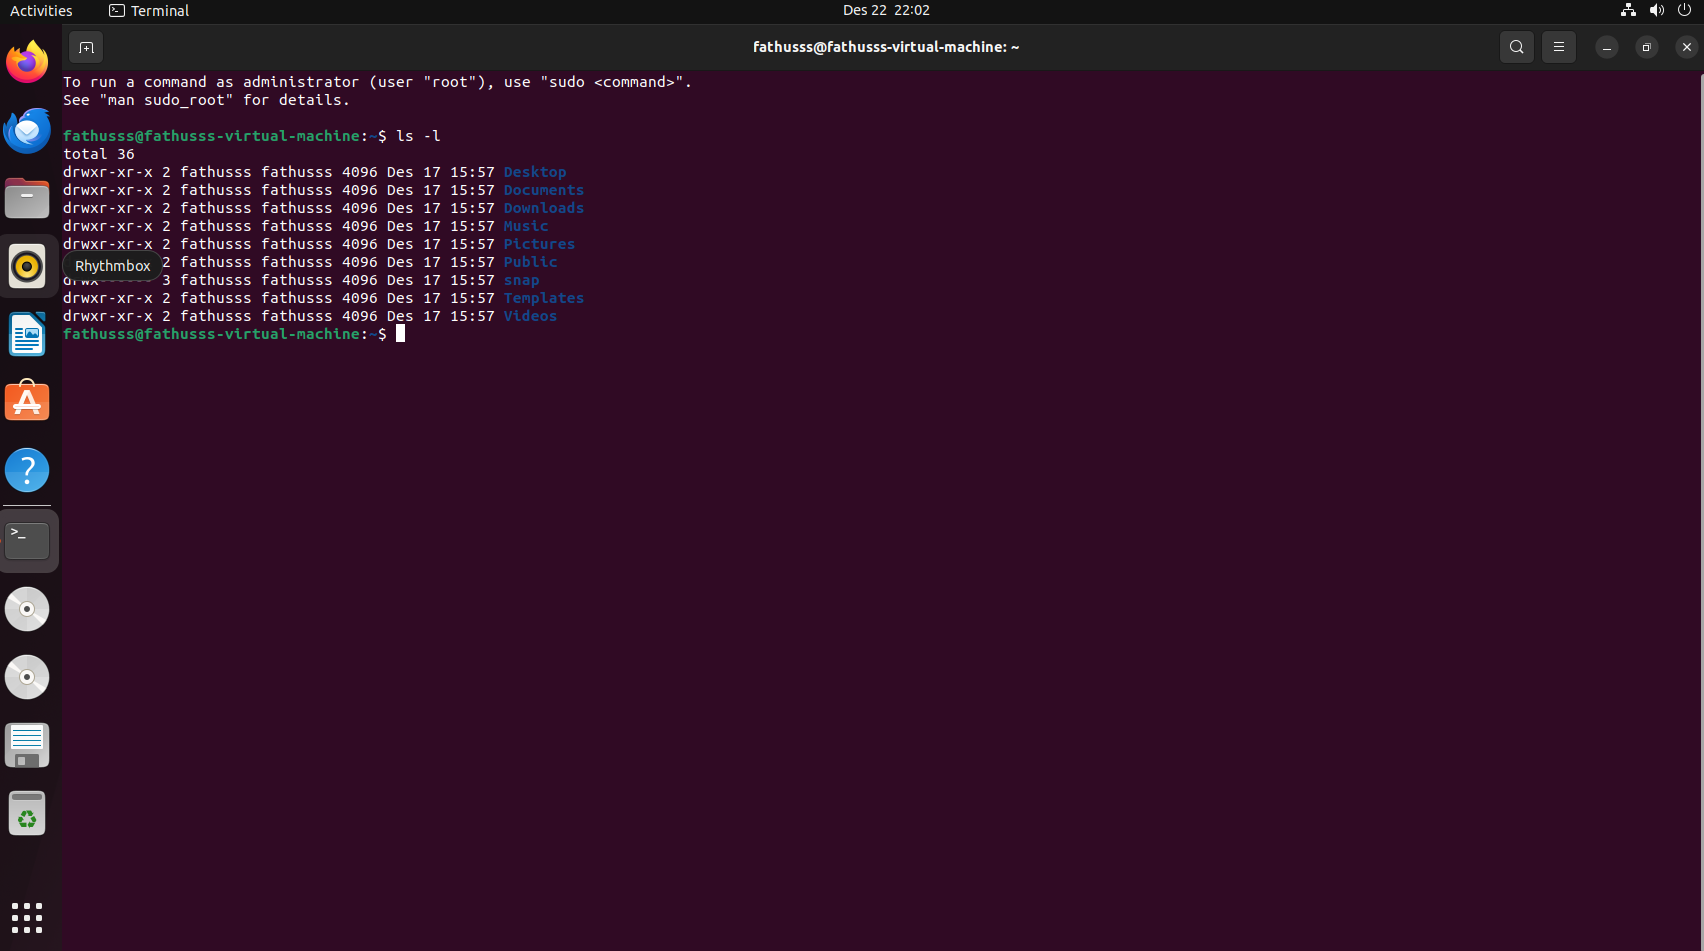 Activities Terminal Des 22 22:02
fathusss@fathusss-virtual-machine: ~
To run a command as administrator (user "root"), use "sudo <command>".
See "man sudo_root" for details.
fathusss@fathusss-virtual-machine:~$ ls -l
total 36
drwxr-xr-x 2 fathusss fathusss 4096 Des 17 15:57 Desktop
drwxr-xr-x 2 fathusss fathusss 4096 Des 17 15:57 Documents
drwxr-xr-x 2 fathusss fathusss 4096 Des 17 15:57 Downloads
drwxr-xr-x 2 fathusss fathusss 4096 Des 17 15:57 Music
drwxr-xr-x 2 fathusss fathusss 4096 Des 17 15:57 Pictures
2 fathusss fathusss 4096 Des 17 15:57 Public
Rhythmbox
drwx------ 3 fathusss fathusss 4096 Des 17 15:57 snap
drwxr-xr-x 2 fathusss fathusss 4096 Des 17 15:57 Templates
drwxr-xr-x 2 fathusss fathusss 4096 Des 17 15:57 Videos
fathusss@fathusss-virtual-machine:~$